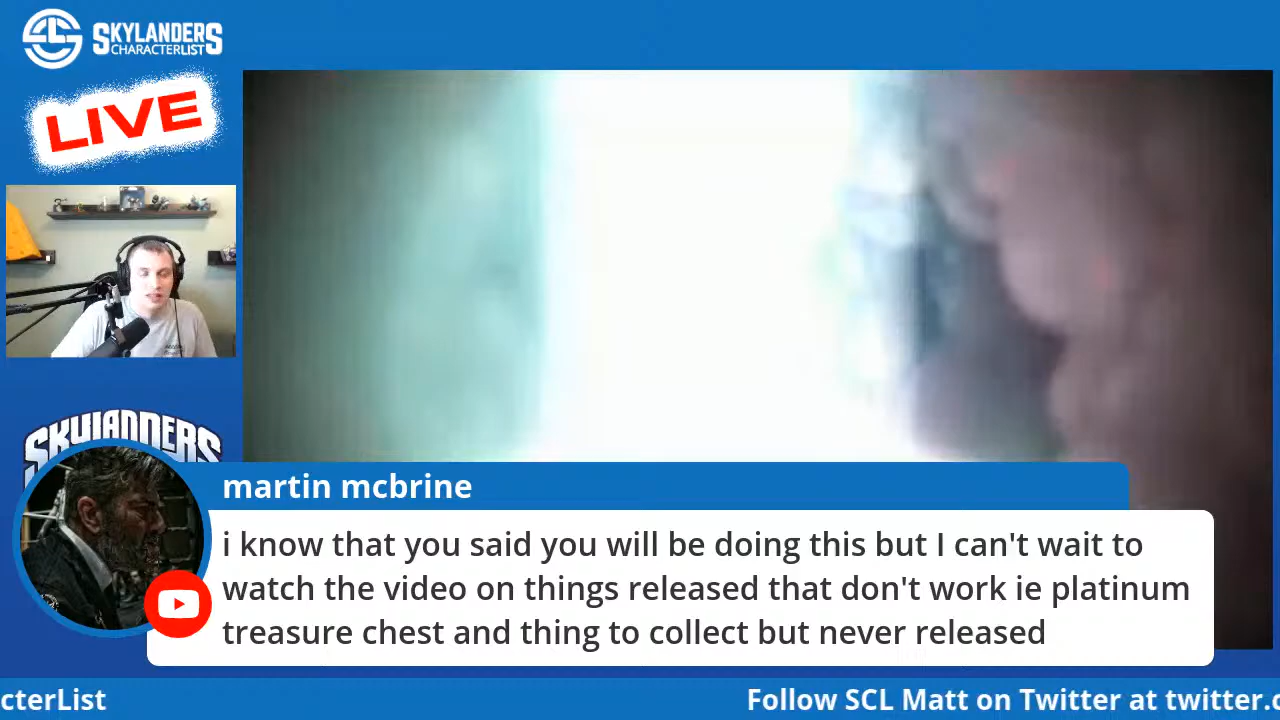 SKYLANDERS
CHARACTERLIST
LIVE
SKYLANDERS
martin mcbrine
i know that you said you will be doing this but I can't wait to
watch the video on things released that don't work ie platinum
treasure chest and thing to collect but never released
cterList
Follow SCL Matt on Twitter at twitter.c